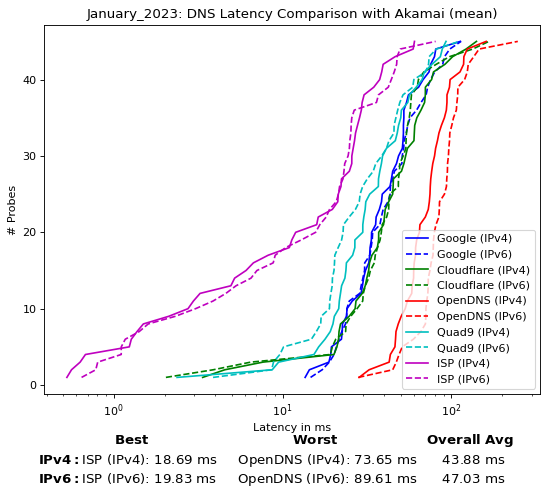 January_2023: DNS Latency Comparison with Akamai (mean)
40
30
20
10
0
# Probes
10⁰
10¹
10²
Latency in ms
Google (IPv4)
Google (IPv6)
Cloudflare (IPv4)
Cloudflare (IPv6)
OpenDNS (IPv4)
OpenDNS (IPv6)
Quad9 (IPv4)
Quad9 (IPv6)
ISP (IPv4)
ISP (IPv6)
Best Worst Overall Avg
IPv4: ISP (IPv4): 18.69 ms OpenDNS (IPv4): 73.65 ms 43.88 ms
IPv6: ISP (IPv6): 19.83 ms OpenDNS (IPv6): 89.61 ms 47.03 ms